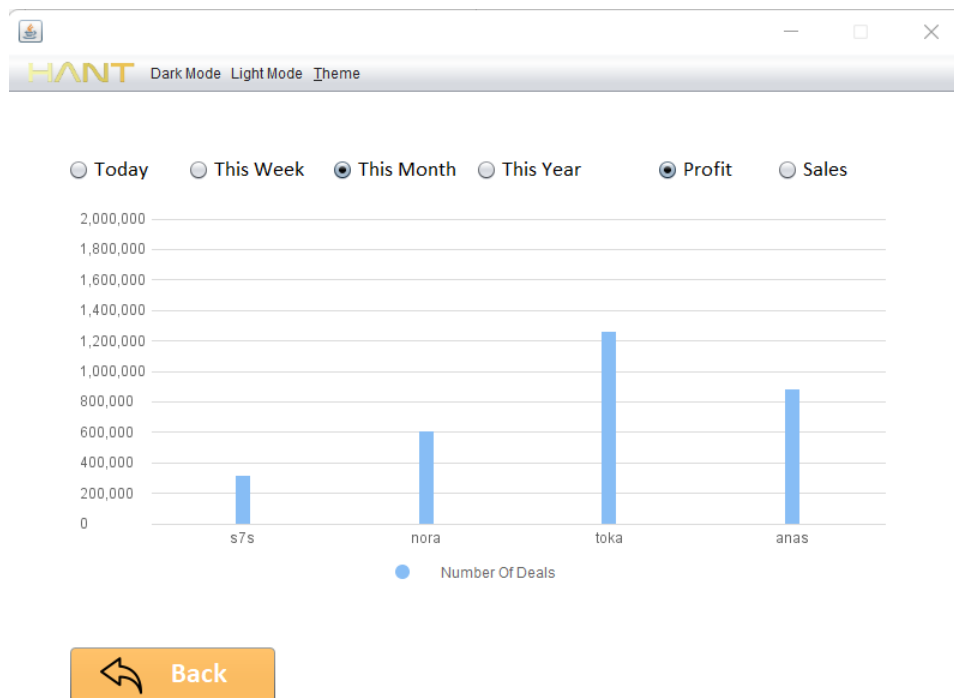 HANT Dark Mode Light Mode Theme
Today This Week This Month This Year Profit Sales
2,000,000
1,800,000
1,600,000
1,400,000
1,200,000
1,000,000
800,000
600,000
400,000
200,000
0
s7s nora toka anas
Number Of Deals
Back